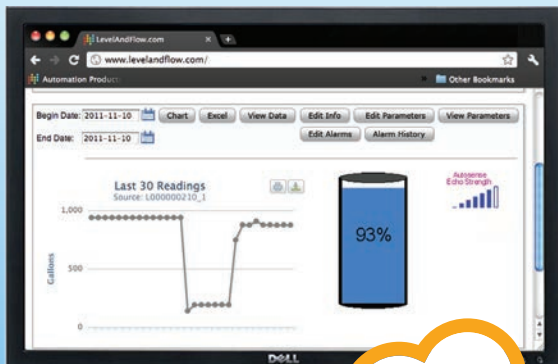 LevelAndFlow.com
www.levelandflow.com/
Automation Product
Other Bookmarks
Begin Date: 2011-11-10 Chart Excel View Data Edit Info Edit Parameters View Parameters
End Date: 2011-11-10 Edit Alarms Alarm History
Last 30 Readings
Source: L000000210_1
Autosense
Echo Strength
1,000
93%
Gallons
500
0
DELL